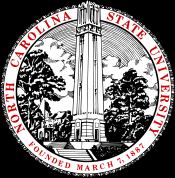 NORTH CAROLINA STATE UNIVERSITY
FOUNDED MARCH 7, 1887